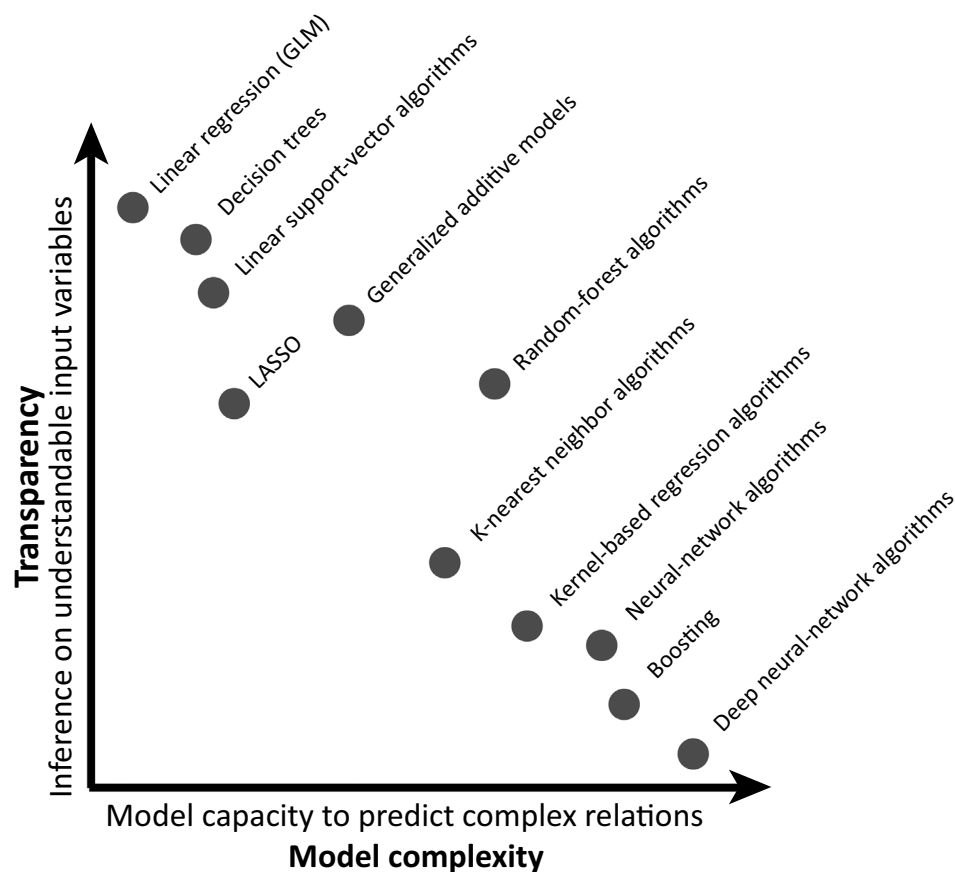 Linear regression (GLM)
Decision trees
Linear support-vector algorithms
Generalized additive models
LASSO
Random-forest algorithms
K-nearest neighbor algorithms
Kernel-based regression algorithms
Neural-network algorithms
Boosting
Deep neural-network algorithms
Transparency
Inference on understandable input variables
Model capacity to predict complex relations
Model complexity